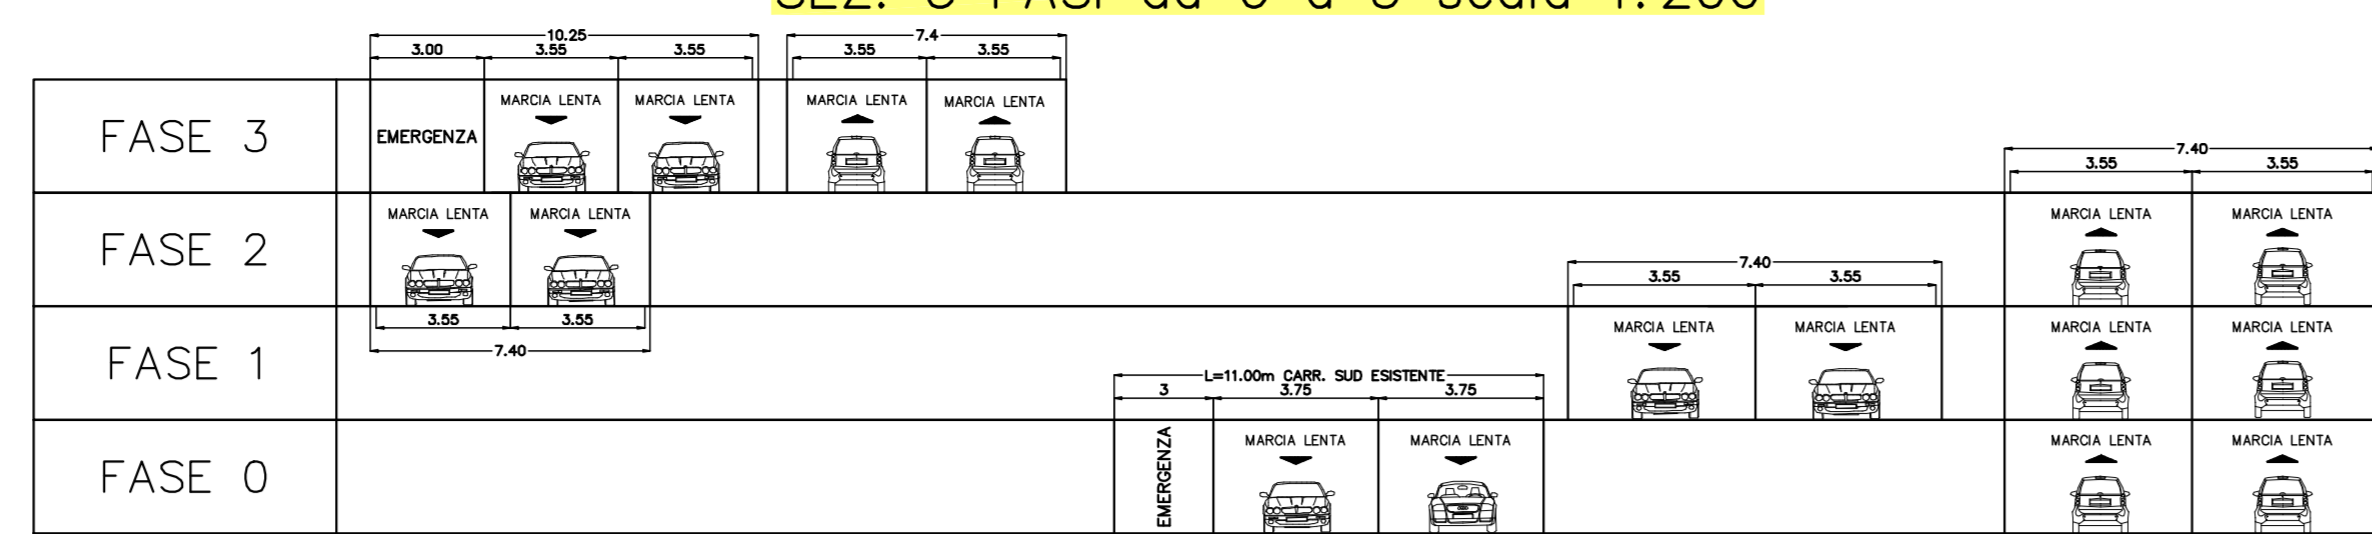 10.25 7.4
3.00 3.55 3.55 3.55 3.55
FASE 3 EMERGENZA MARCIA LENTA MARCIA LENTA MARCIA LENTA MARCIA LENTA
7.40
3.55 3.55
FASE 2 MARCIA LENTA MARCIA LENTA MARCIA LENTA MARCIA LENTA
7.40
3.55 3.55
3.55 3.55
7.40
FASE 1 MARCIA LENTA MARCIA LENTA MARCIA LENTA MARCIA LENTA
L=11.00m CARR. SUD ESISTENTE
3 3.75 3.75
FASE 0 EMERGENZA MARCIA LENTA MARCIA LENTA MARCIA LENTA MARCIA LENTA